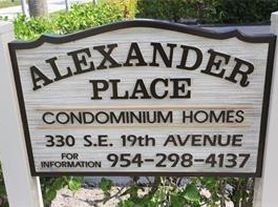 ALEXANDER
PLACE
CONDOMINIUM HOMES
330 S.E. 19th AVENUE
FOR
INFORMATION 954-298-4137